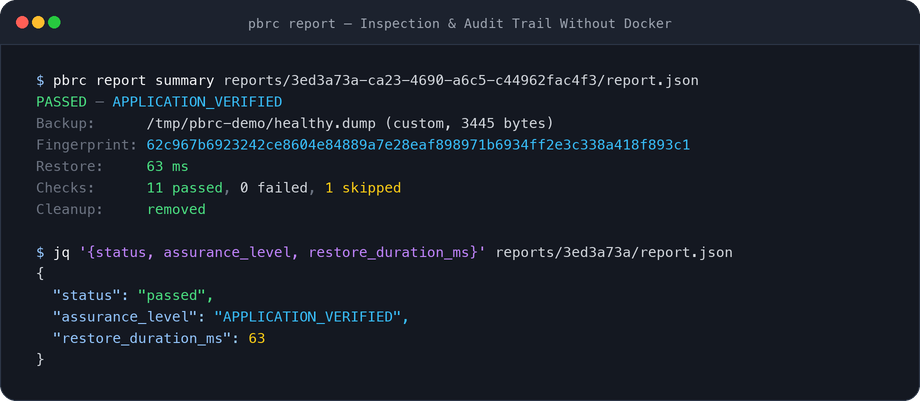 pbrc report — Inspection & Audit Trail Without Docker
$ pbrc report summary reports/3ed3a73a-ca23-4690-a6c5-c44962fac4f3/report.json
PASSED — APPLICATION_VERIFIED
Backup: /tmp/pbrc-demo/healthy.dump (custom, 3445 bytes)
Fingerprint: 62c967b6923242ce8604e84889a7e28eaf898971b6934ff2e3c338a418f893c1
Restore: 63 ms
Checks: 11 passed, 0 failed, 1 skipped
Cleanup: removed
$ jq '{status, assurance_level, restore_duration_ms}' reports/3ed3a73a/report.json
{
"status": "passed",
"assurance_level": "APPLICATION_VERIFIED",
"restore_duration_ms": 63
}